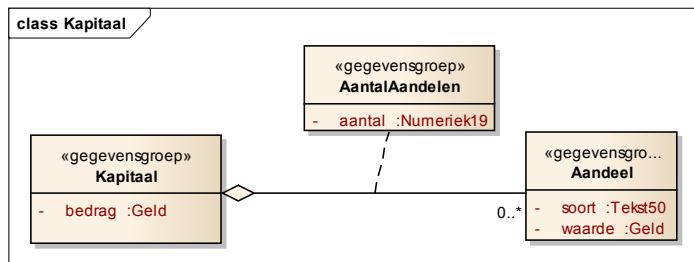 class Kapitaal
«gegevensgroep»
AantalAandelen
- aantal :Numeriek19
«gegevensgroep»
Kapitaal
- bedrag :Geld
0..*
«gegevensgro...
Aandeel
- soort :Tekst50
- waarde :Geld